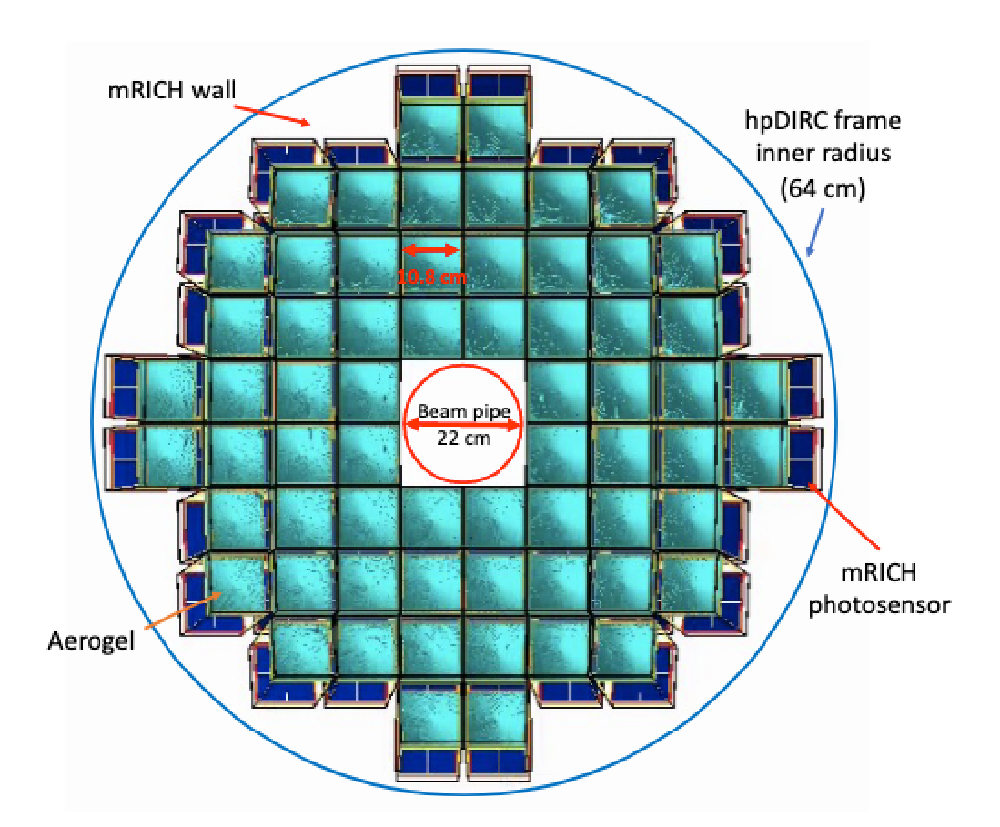 mRICH wall
hpDIRC frame
inner radius
(64 cm)
10.8 cm
Beam pipe
22 cm
mRICH
photosensor
Aerogel